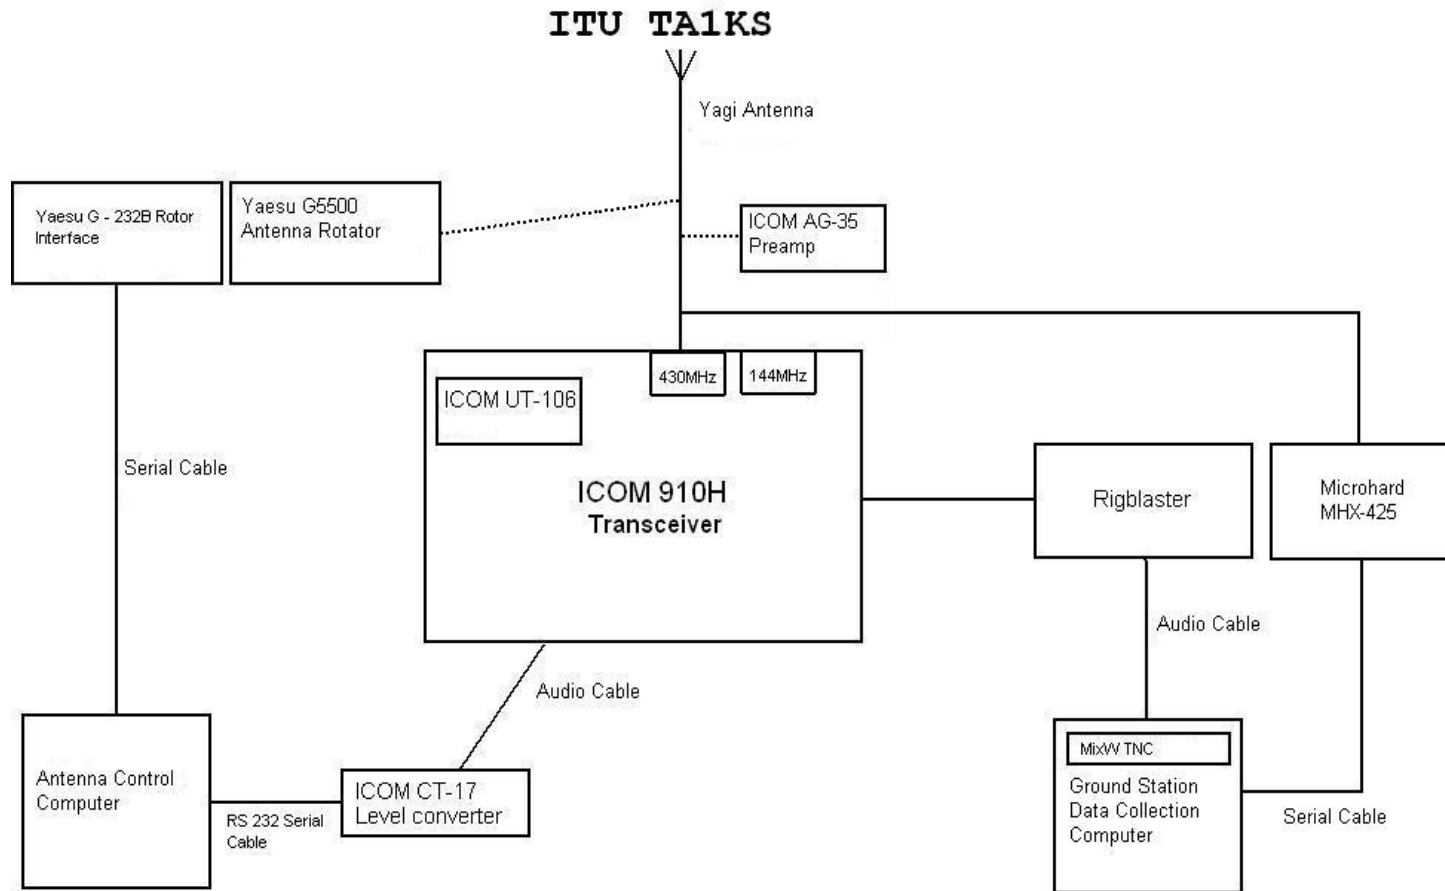 ITU TA1KS
Yagi Antenna
Yaesu G - 232B Rotor
Interface
Yaesu G5500
Antenna Rotator
ICOM AG-35
Preamp
430MHz
144MHz
ICOM UT-106
ICOM 910H
Transceiver
Serial Cable
Rigblaster
Microhard
MHX-425
Audio Cable
Audio Cable
Antenna Control
Computer
RS 232 Serial
Cable
ICOM CT-17
Level converter
MixW TNC
Ground Station
Data Collection
Computer
Serial Cable